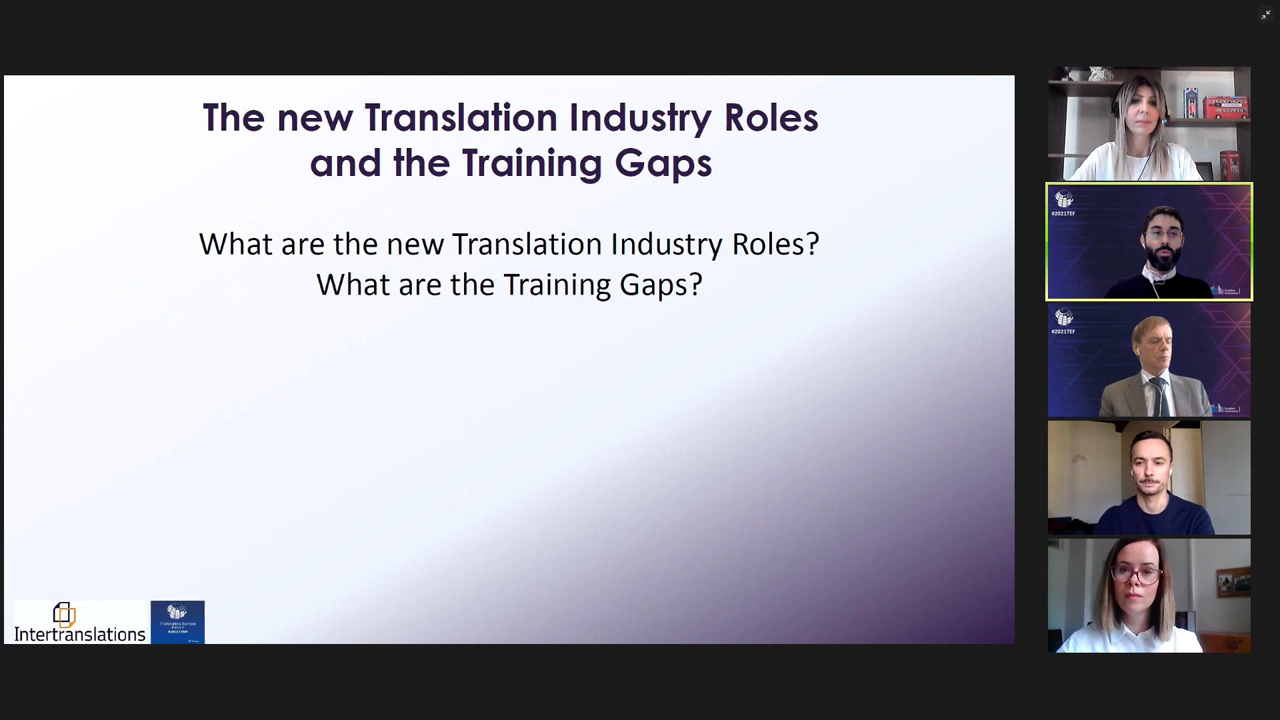 The new Translation Industry Roles
and the Training Gaps
What are the new Translation Industry Roles?
What are the Training Gaps?
Intertranslations
#2021TEF
#2021TEF
#2021TEF